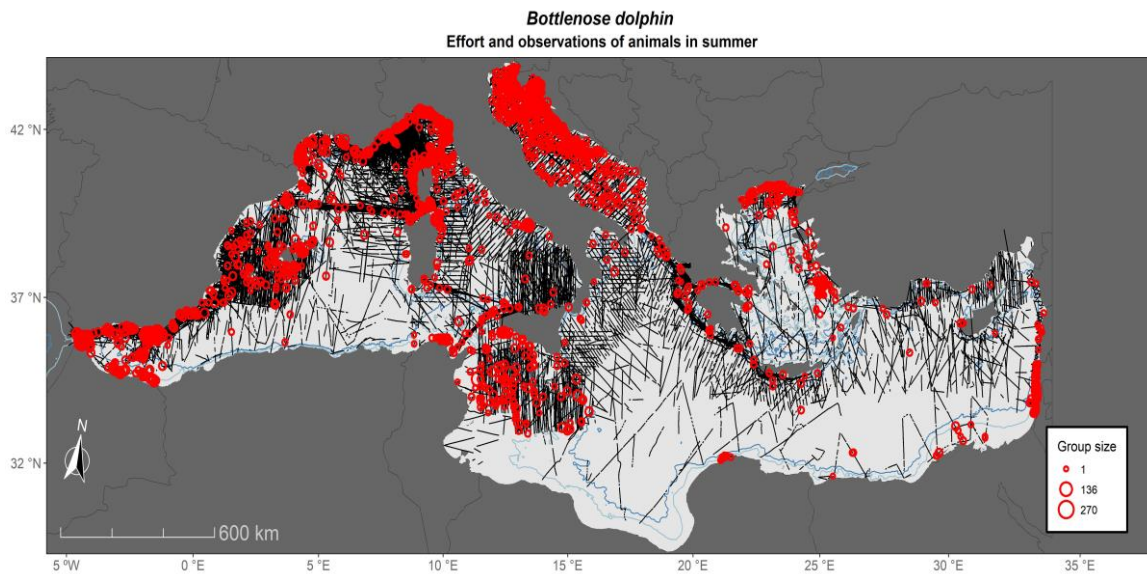 Bottlenose dolphin
Effort and observations of animals in summer
42 °N
37 °N
32 °N
N
600 km
Group size
1
136
270
5 °W
0 °E
5 °E
10 °E
15 °E
20 °E
25 °E
30 °E
35 °E